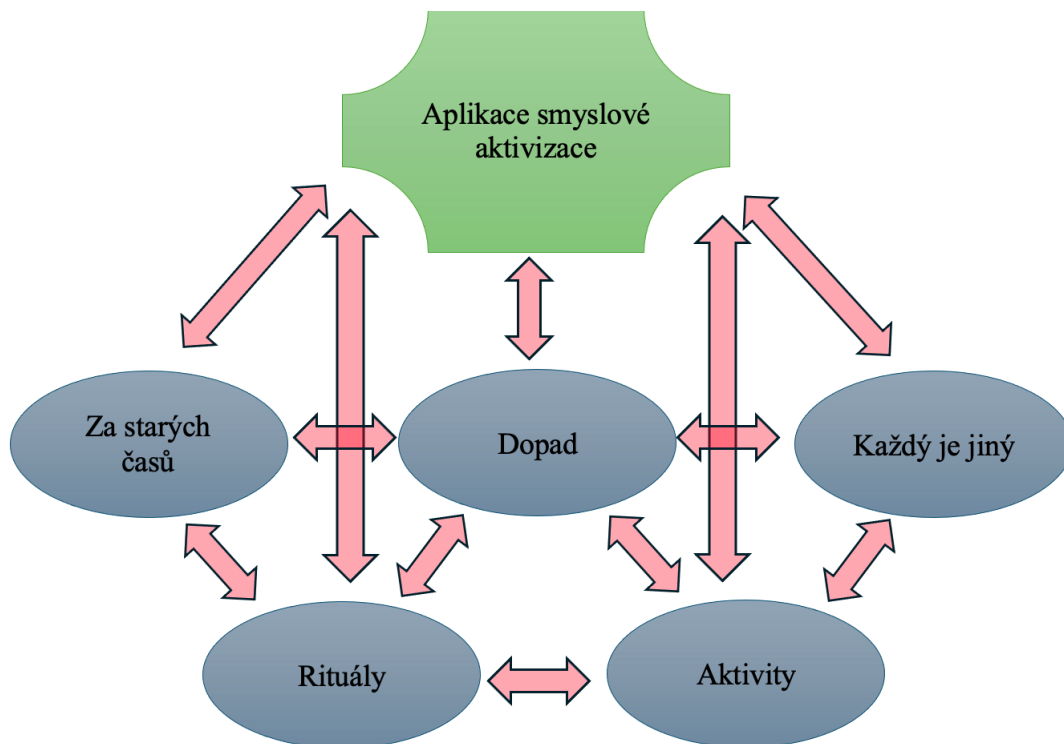 Aplikace smyslové
aktivizace
Za starých
časů
Dopad
Každý je jiný
Rituály
Aktivity